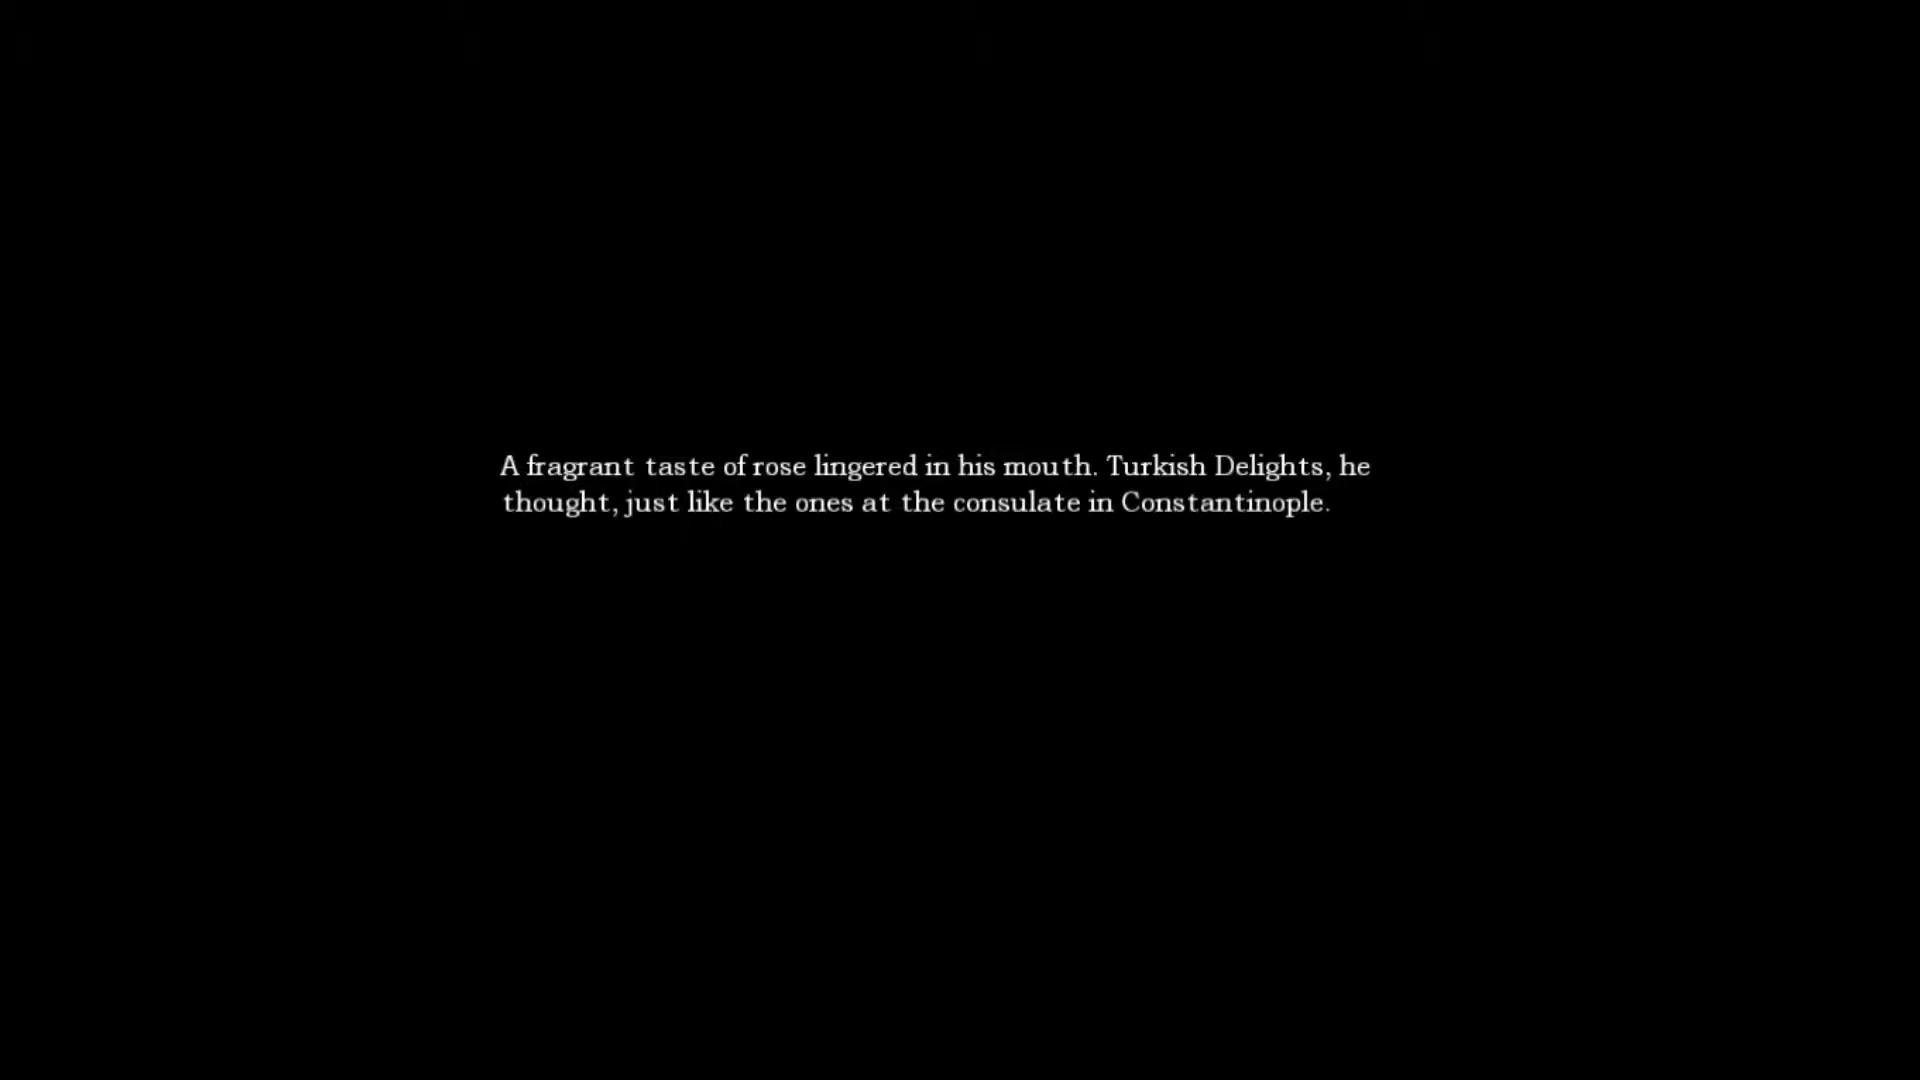 A fragrant taste of rose lingered in his mouth. Turkish Delights, he
thought, just like the ones at the consulate in Constantinople.